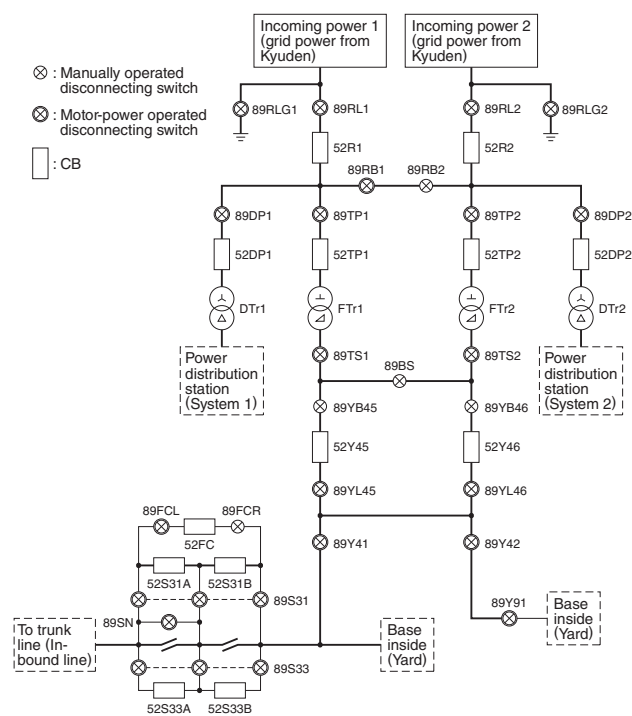 Incoming power 1
(grid power from
Kyuden)
Incoming power 2
(grid power from
Kyuden)
: Manually operated
disconnecting switch
: Motor-power operated
disconnecting switch
: CB
89RLG1
89RL1
89RL2
89RLG2
52R1
52R2
89RB1
89RB2
89DP1
89TP1
89TP2
89DP2
52DP1
52TP1
52TP2
52DP2
DTr1
FTr1
FTr2
DTr2
89TS1
89TS2
Power
distribution
station
(System 1)
89BS
Power
distribution
station
(System 2)
89YB45
89YB46
52Y45
52Y46
89YL45
89YL46
89FCL
89FCR
52FC
89Y41
89Y42
52S31A
52S31B
89S31
89Y91
Base
inside
(Yard)
89SN
To trunk
line (In-
bound line)
Base
inside
(Yard)
89S33
52S33A
52S33B